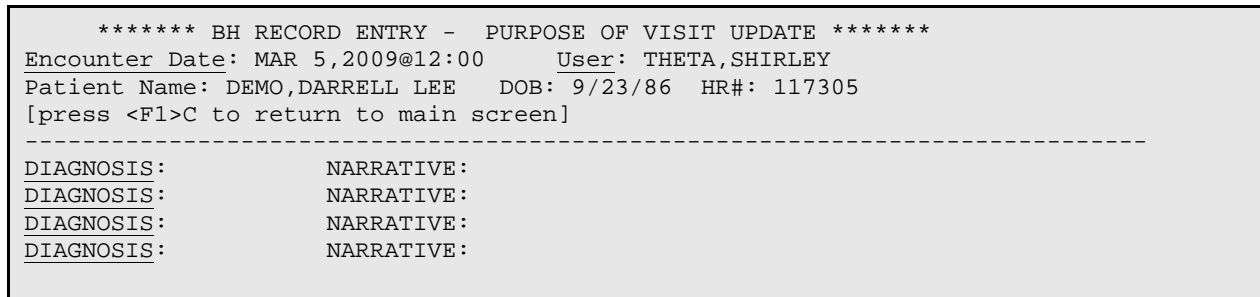 ******* BH RECORD ENTRY - PURPOSE OF VISIT UPDATE *******
Encounter Date: MAR 5,2009@12:00 User: THETA,SHIRLEY
Patient Name: DEMO,DARRELL LEE DOB: 9/23/86 HR#: 117305
[press <F1>C to return to main screen]
------------------------------------------------------------------------------
DIAGNOSIS: NARRATIVE:
DIAGNOSIS: NARRATIVE:
DIAGNOSIS: NARRATIVE:
DIAGNOSIS: NARRATIVE: